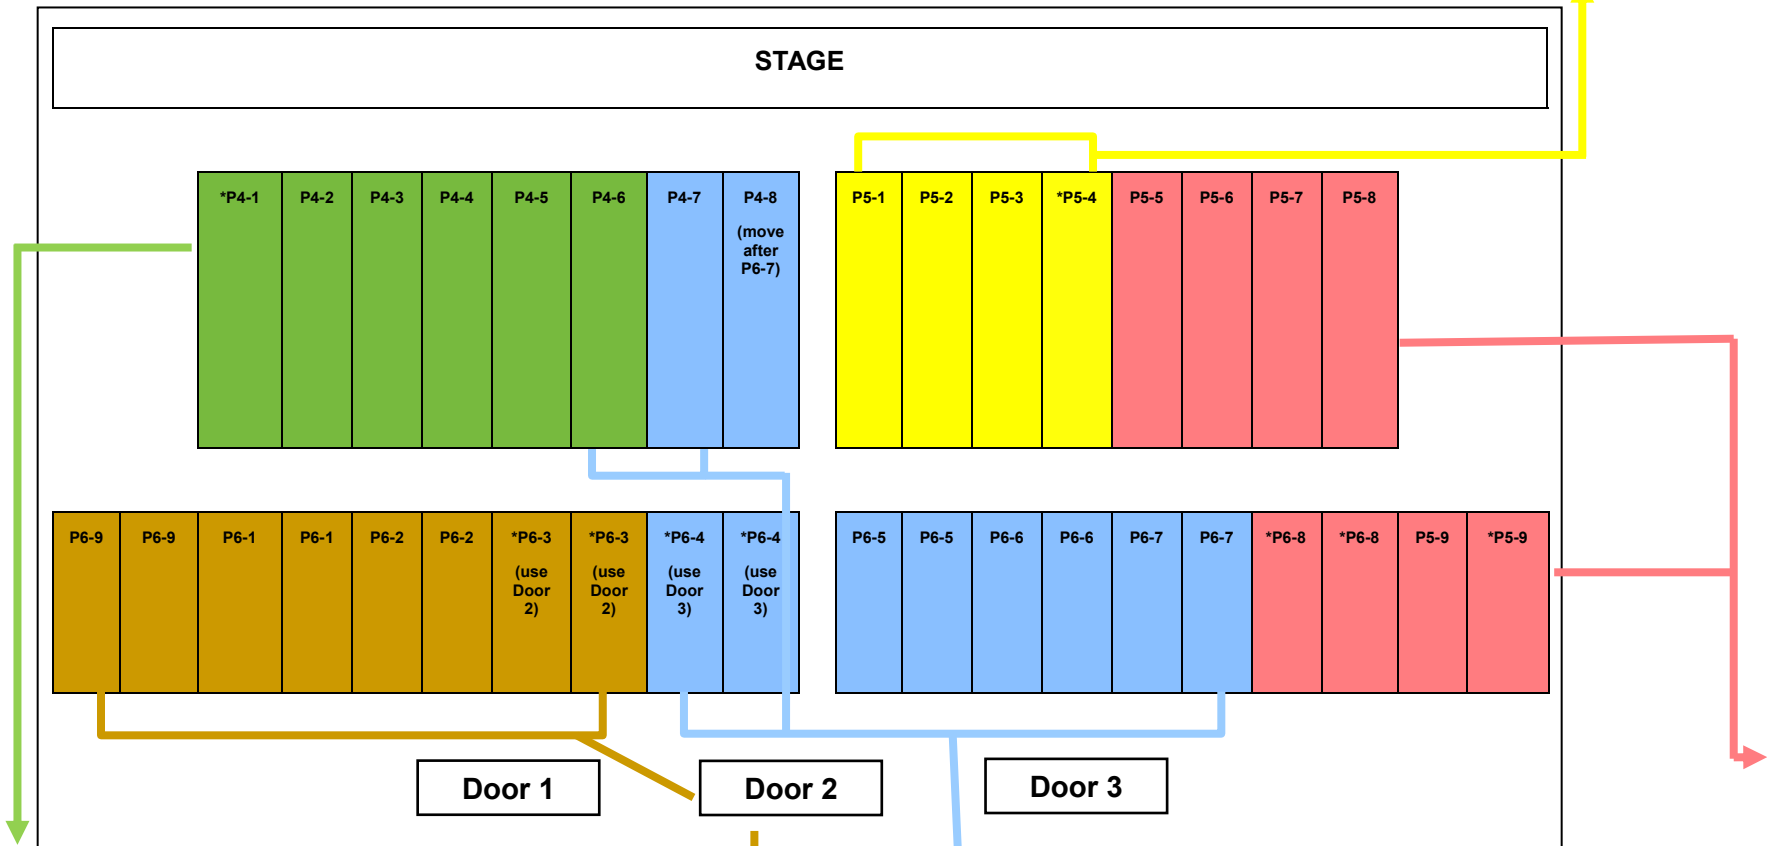 STAGE
*P4-1 P4-2 P4-3 P4-4 P4-5 P4-6 P4-7 P4-8 P5-1 P5-2 P5-3 *P5-4 P5-5 P5-6 P5-7 P5-8
(move
after
P6-7)
P6-9 P6-9 P6-1 P6-1 P6-2 P6-2 *P6-3 *P6-3 *P6-4 *P6-4 P6-5 P6-5 P6-6 P6-6 P6-7 P6-7 *P6-8 *P6-8 P5-9 *P5-9
(use (use (use (use
Door Door Door Door
2) 2) 3) 3)
Door 1 Door 2 Door 3